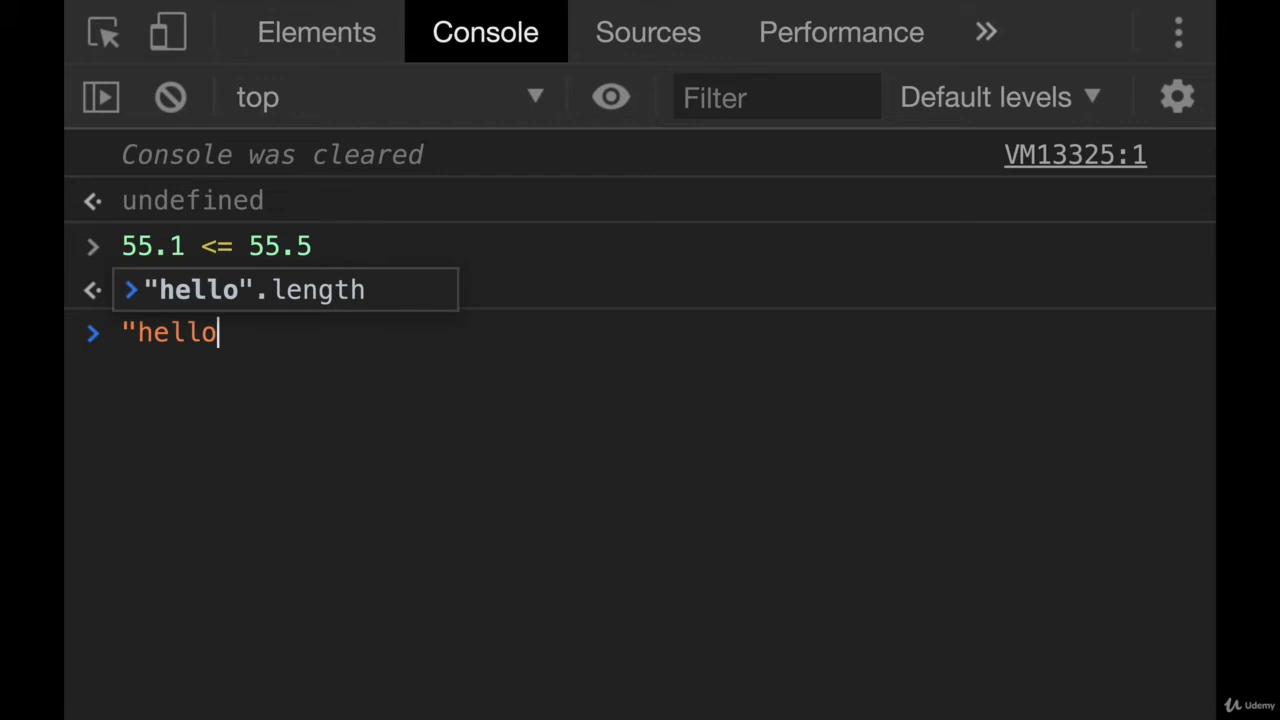 Elements Console Sources Performance »
top ▼ Filter Default levels ▼
Console was cleared VM13325:1
undefined
> 55.1 <= 55.5
>"hello".length
> "hello
Udemy